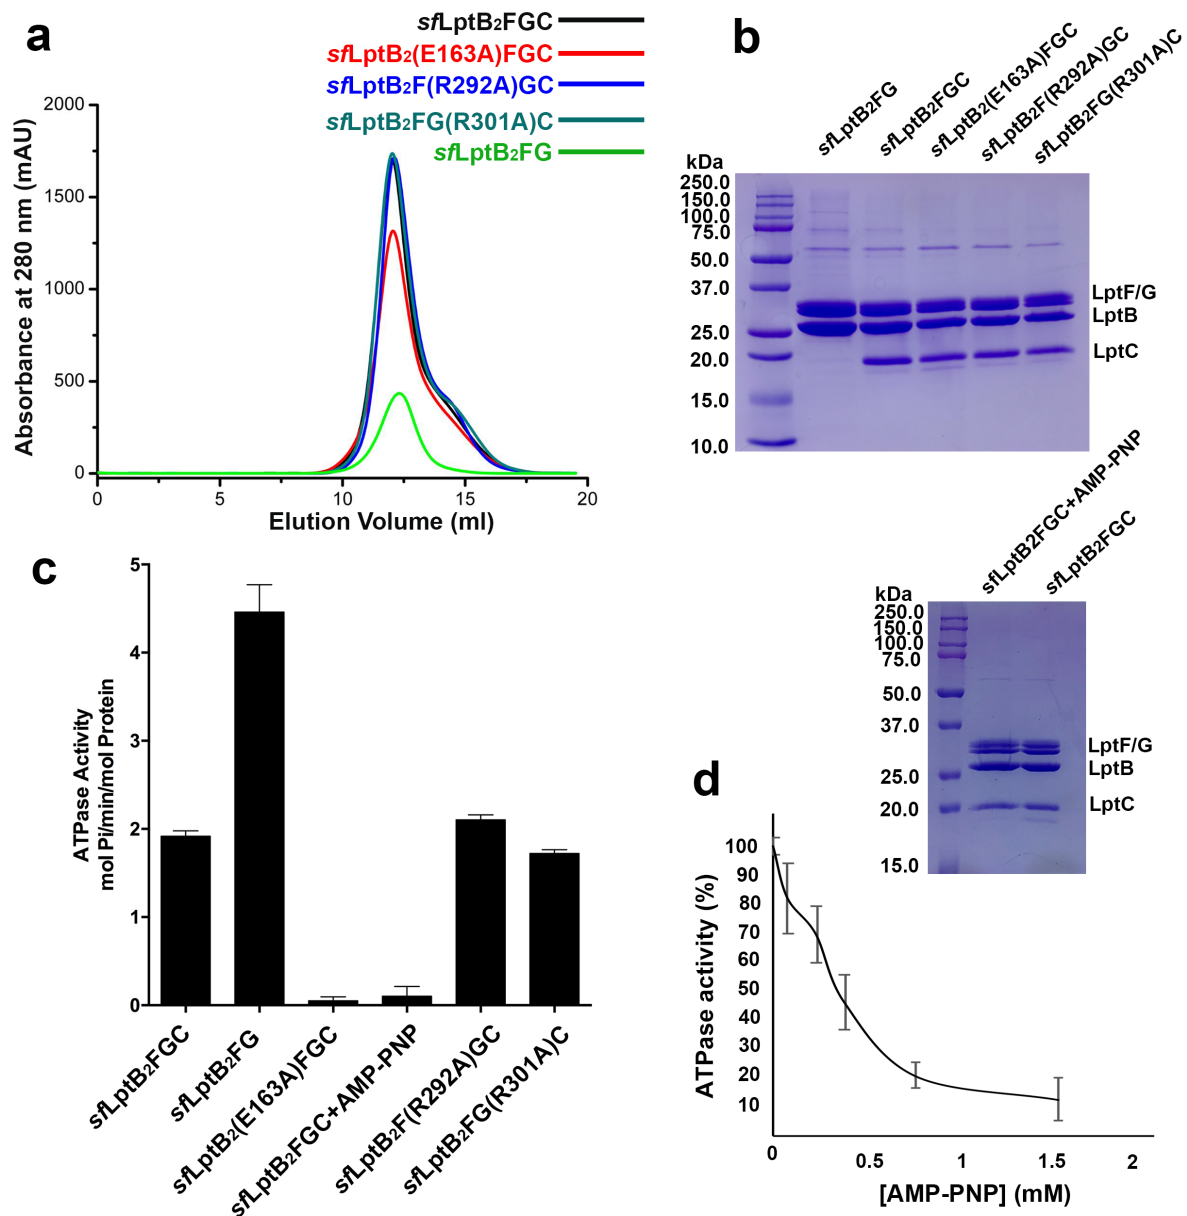 a
sfLptB2FGC
sfLptB2(E163A)FGC
sfLptB2F(R292A)GC
sfLptB2FG(R301A)C
sfLptB2FG
Absorbance at 280 nm (mAU)
2000
1500
1000
500
0
0 5 10 15 20
Elution Volume (ml)
b
sfLptB2FG
sfLptB2FGC
sfLptB2(E163A)FGC
sfLptB2F(R292A)GC
sfLptB2FG(R301A)C
kDa
250.0
150.0
100.0
75.0
50.0
37.0
25.0
20.0
15.0
10.0
LptF/G
LptB
LptC
sfLptB2FGC+AMP-PNP
sfLptB2FGC
kDa
250.0
150.0
100.0
75.0
50.0
37.0
25.0
20.0
15.0
LptF/G
LptB
LptC
c
ATPase Activity
mol Pi/min/mol Protein
5
4
3
2
1
0
sfLptB2FGC
sfLptB2FG
sfLptB2(E163A)FGC
sfLptB2FGC+AMP-PNP
sfLptB2F(R292A)GC
sfLptB2FG(R301A)C
d
ATPase activity (%)
100
90
80
70
60
50
40
30
20
10
0 0.5 1 1.5 2
[AMP-PNP] (mM)